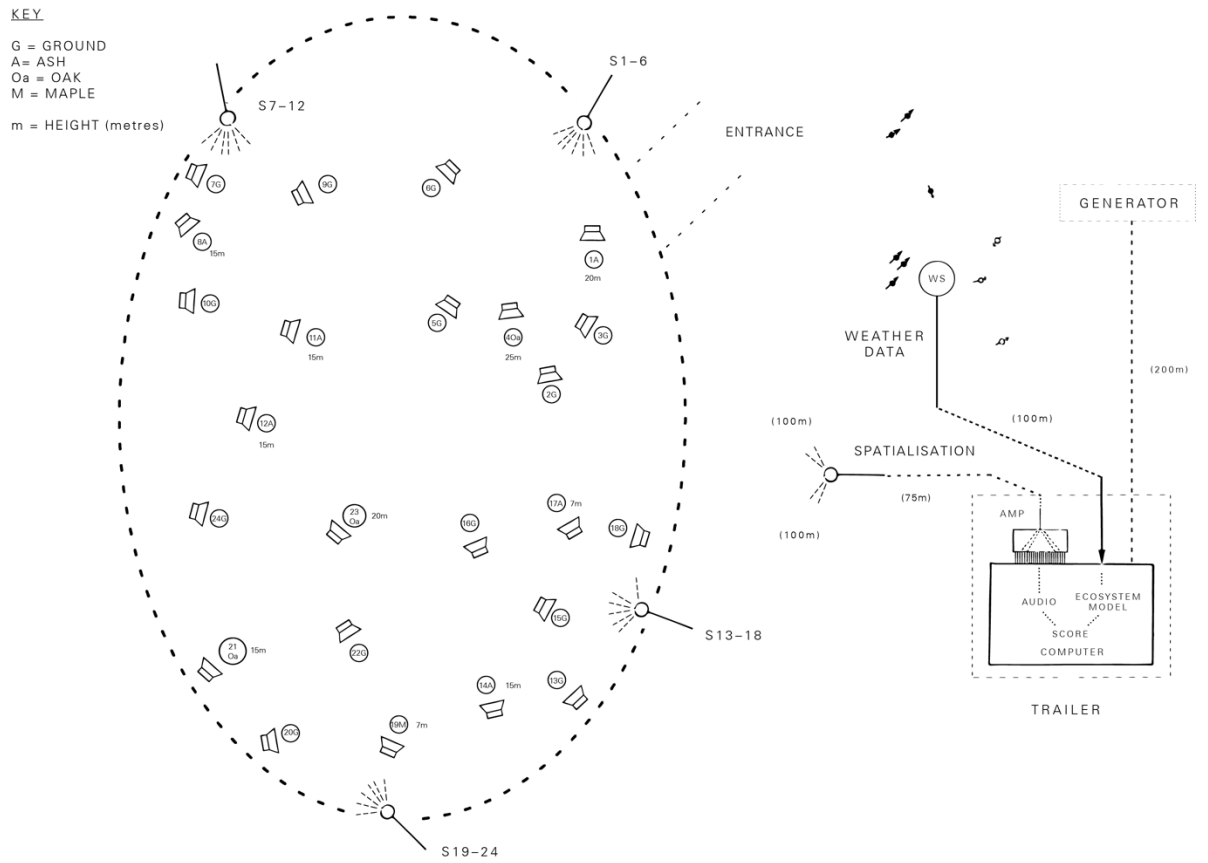 KEY
G = GROUND
A= ASH
Oa = OAK
M = MAPLE
m = HEIGHT (metres)
S7–12
S1–6
ENTRANCE
7G
9G
6G
8A
15m
1A
20m
10G
11A
15m
5G
4Oa
25m
3G
2G
12A
15m
24G
23
Oa
20m
16G
17A
7m
18G
15G
S13–18
21
Oa
15m
22G
14A
15m
13G
20G
19M
7m
S19–24
GENERATOR
WS
WEATHER
DATA
(200m)
(100m)
(100m)
SPATIALISATION
(75m)
(100m)
AMP
AUDIO
ECOSYSTEM
MODEL
SCORE
COMPUTER
TRAILER